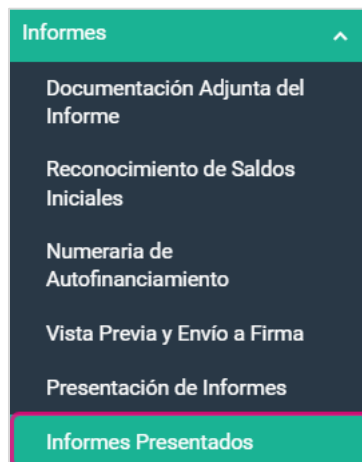 Informes
Documentación Adjunta del
Informe
Reconocimiento de Saldos
Iniciales
Numeraria de
Autofinanciamiento
Vista Previa y Envío a Firma
Presentación de Informes
Informes Presentados